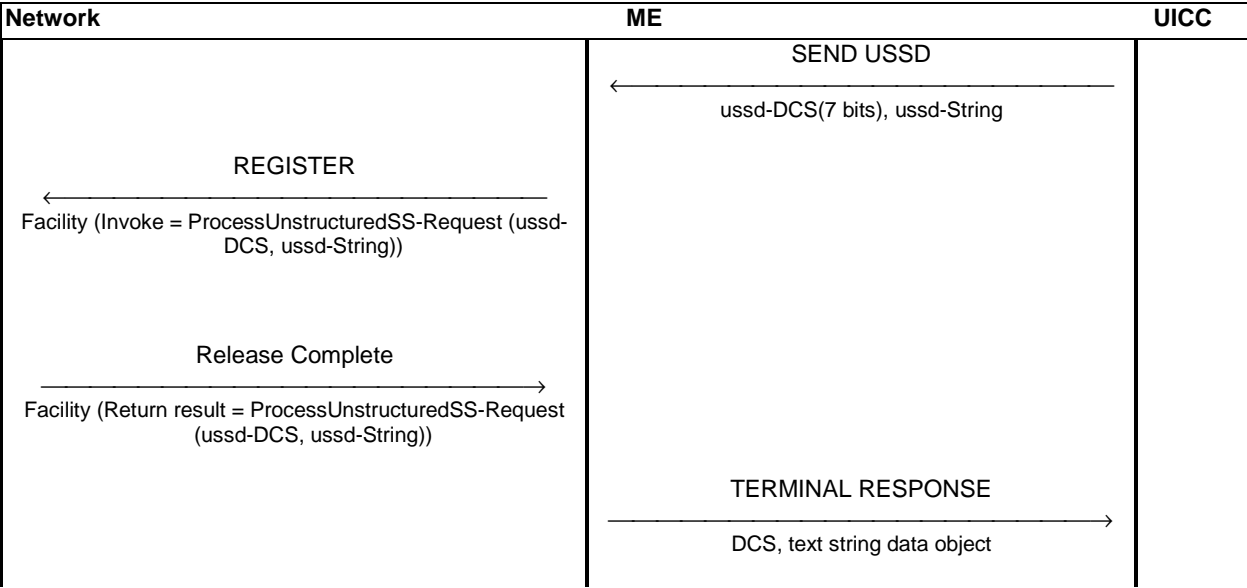 Network ME UICC
SEND USSD
ussd-DCS(7 bits), ussd-String
REGISTER
Facility (Invoke = ProcessUnstructuredSS-Request (ussd-
DCS, ussd-String))
Release Complete
Facility (Return result = ProcessUnstructuredSS-Request
(ussd-DCS, ussd-String))
TERMINAL RESPONSE
DCS, text string data object